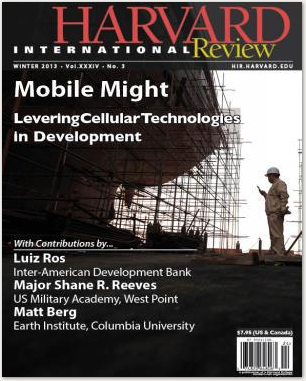 HARVARD
INTERNATIONAL Review
WINTER 2013 • Vol.XXXIV • No. 3 HIR.HARVARD.EDU
Mobile Might
Levering Cellular Technologies
in Development
With Contributions by...
Luiz Ros
Inter-American Development Bank
Major Shane R. Reeves
US Military Academy, West Point
Matt Berg
Earth Institute, Columbia University
$7.95 (US & Canada)